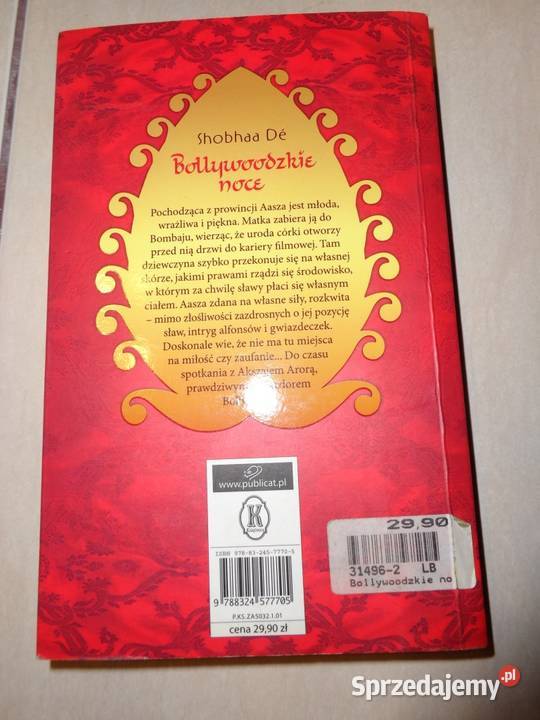 Shobhaa Dé
Bollywoodzkie
noce
Pochodząca z prowincji Aasza jest młoda,
wrażliwa i piękna. Matka zabiera ją do
Bombaju, wierząc, że uroda córki otworzy
przed nią drzwi do kariery filmowej. Tam
dziewczyna szybko przekonuje się na własnej
skórze, jakimi prawami rządzi się środowisko,
w którym za chwilę sławy płaci się własnym
ciałem. Aasza zdana na własne siły, rozkwita
– mimo złośliwości zazdrosnych o jej pozycję
sław, intryg alfonsów i gwiazdeczek.
Doskonale wie, że nie ma tu miejsca
na miłość czy zaufanie... Do czasu
spotkania z Akszajem Arorą,
prawdziwym
www.publicat.pl
K
Książnica
ISBN 978-83-245-7770-5
9 788324 577705
P.KS.ZA5032.1.01
cena 29,90 zł
29,90
31496-2 LB
Bollywoodzkie no
Sprzedajemy.pl